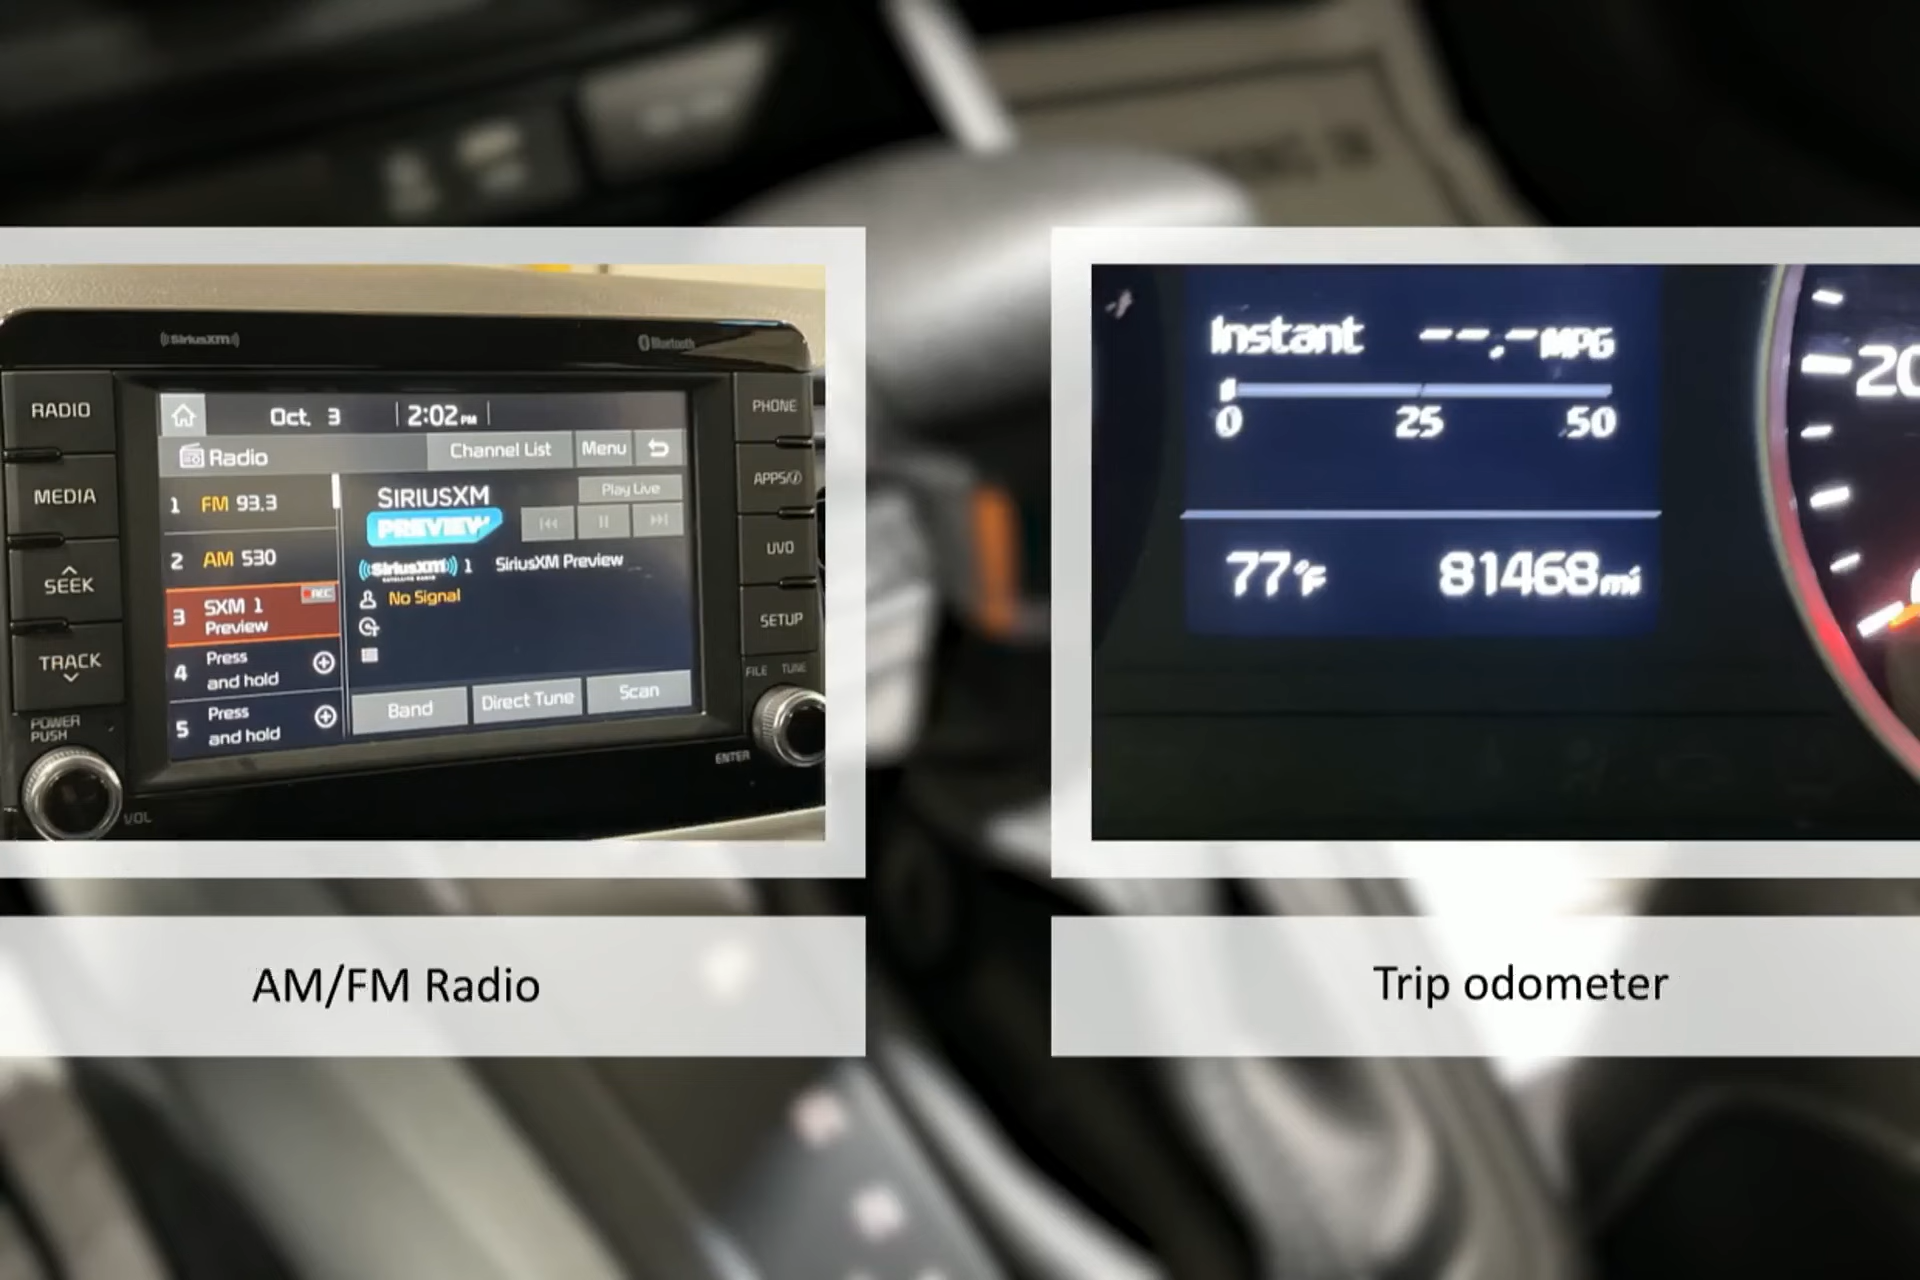 SiriusXM
Bluetooth
RADIO
MEDIA
SEEK
TRACK
POWER
PUSH
VOL
Oct. 3 2:02 PM
Radio Channel List Menu
1 FM 93.3
2 AM 530
3 SXM 1
Preview
REC
4 Press
and hold
5 Press
and hold
SIRIUSXM
PREVIEW
Play Live
SiriusXM 1 SiriusXM Preview
SATELLITE RADIO
No Signal
Band Direct Tune Scan
PHONE
APPS/
UVO
SETUP
FILE TUNE
ENTER
AM/FM Radio
Instant --.- MPG
0 25 50
77°F 81468 mi
20
Trip odometer